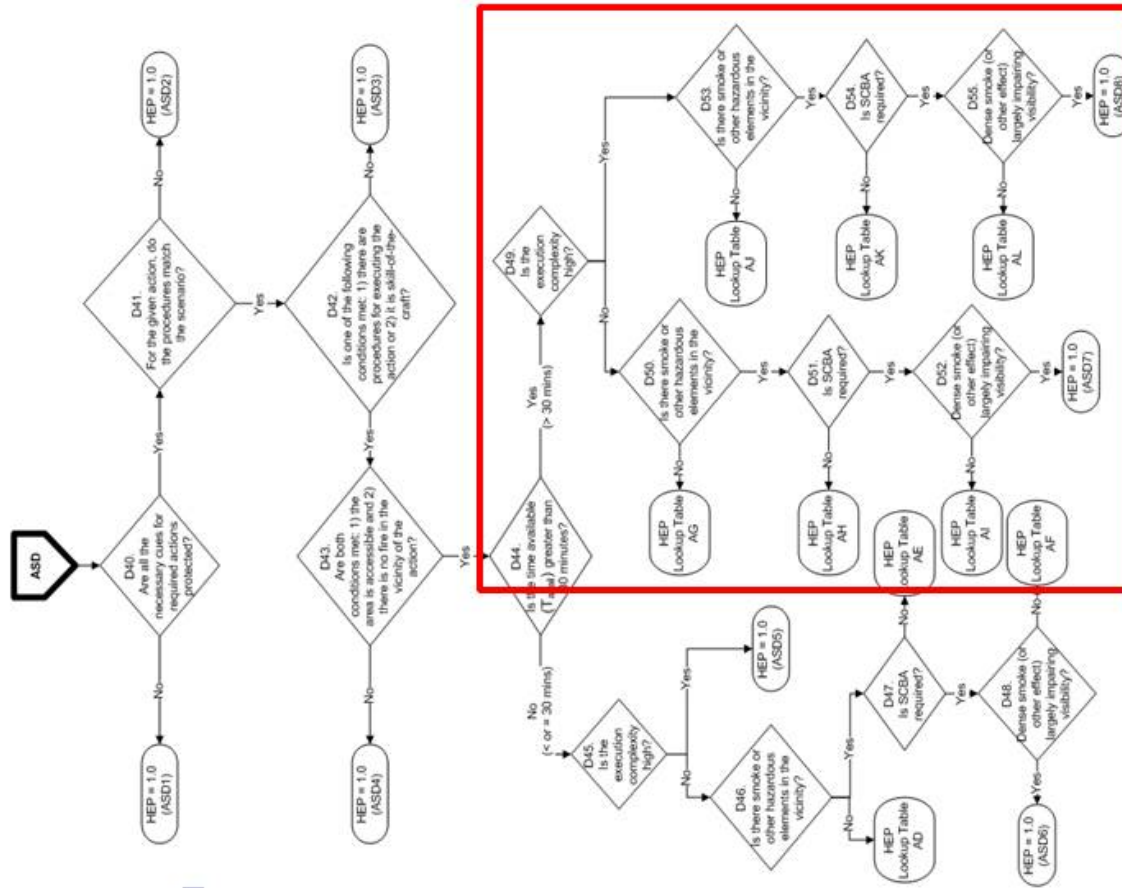 ASD
D40.
Are all the
necessary cues for
required actions
protected?
No
HEP = 1.0
(ASD1)
Yes
D41.
For the given action, do
the procedures match
the scenario?
No
HEP = 1.0
(ASD2)
Yes
D42.
Is one of the following
conditions met: 1) there are
procedures for executing the
action or 2) it is skill-of-the-
craft?
No
HEP = 1.0
(ASD3)
Yes
D43.
Are both
conditions met: 1) the
area is accessible and 2)
there is no fire in the
vicinity of the
action?
No
HEP = 1.0
(ASD4)
Yes
D44.
Is the time available
greater than
30 minutes?
No
(< or = 30 mins)
Yes
(> 30 mins)
D45.
Is the
execution
complexity
high?
Yes
HEP = 1.0
(ASD5)
No
D46.
Is there smoke or
other hazardous
elements in the
vicinity?
No
HEP
Lookup Table
AD
Yes
D47.
Is SCBA
required?
No
HEP
Lookup Table
AE
Yes
D48.
Dense smoke (or
other effect)
largely impairing
visibility?
No
HEP
Lookup Table
AF
Yes
HEP = 1.0
(ASD6)
D49.
Is the
execution
complexity
high?
No
Yes
D50.
Is there smoke or
other hazardous
elements in the
vicinity?
No
HEP
Lookup Table
AG
Yes
D51.
Is SCBA
required?
No
HEP
Lookup Table
AH
Yes
D52.
Dense smoke (or
other effect)
largely impairing
visibility?
No
HEP
Lookup Table
AI
Yes
HEP = 1.0
(ASD7)
D53.
Is there smoke or
other hazardous
elements in the
vicinity?
No
HEP
Lookup Table
AJ
Yes
D54.
Is SCBA
required?
No
HEP
Lookup Table
AK
Yes
D55.
Dense smoke (or
other effect)
largely impairing
visibility?
No
HEP
Lookup Table
AL
Yes
HEP = 1.0
(ASD8)